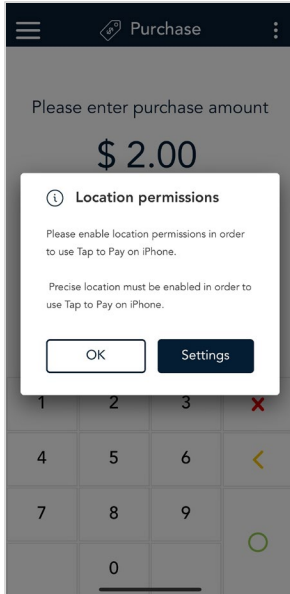 Purchase
Please enter purchase amount
$ 2.00
Location permissions
Please enable location permissions in order
to use Tap to Pay on iPhone.
Precise location must be enabled in order to
use Tap to Pay on iPhone.
OK Settings
1 2 3
4 5 6
7 8 9
0